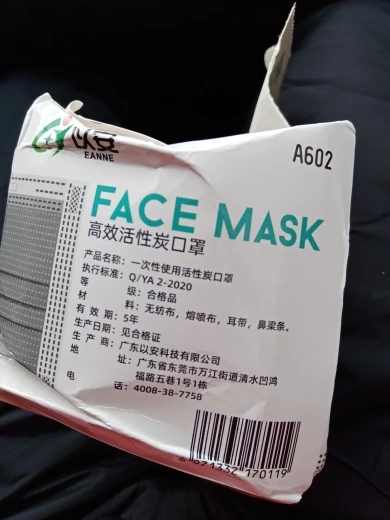 以安
EANNE
A602
FACE MASK
高效活性炭口罩
产品名称：一次性使用活性炭口罩
执行标准：Q/YA 2-2020
等 级：合格品
材 料：无纺布，熔喷布，耳带，鼻梁条。
有 效 期：5年
生产日期：见合格证
生 产 商：广东以安科技有限公司
地 址：广东省东莞市万江街道清水凹鸿
福路五巷1号1栋
电 话：4008-38-7758